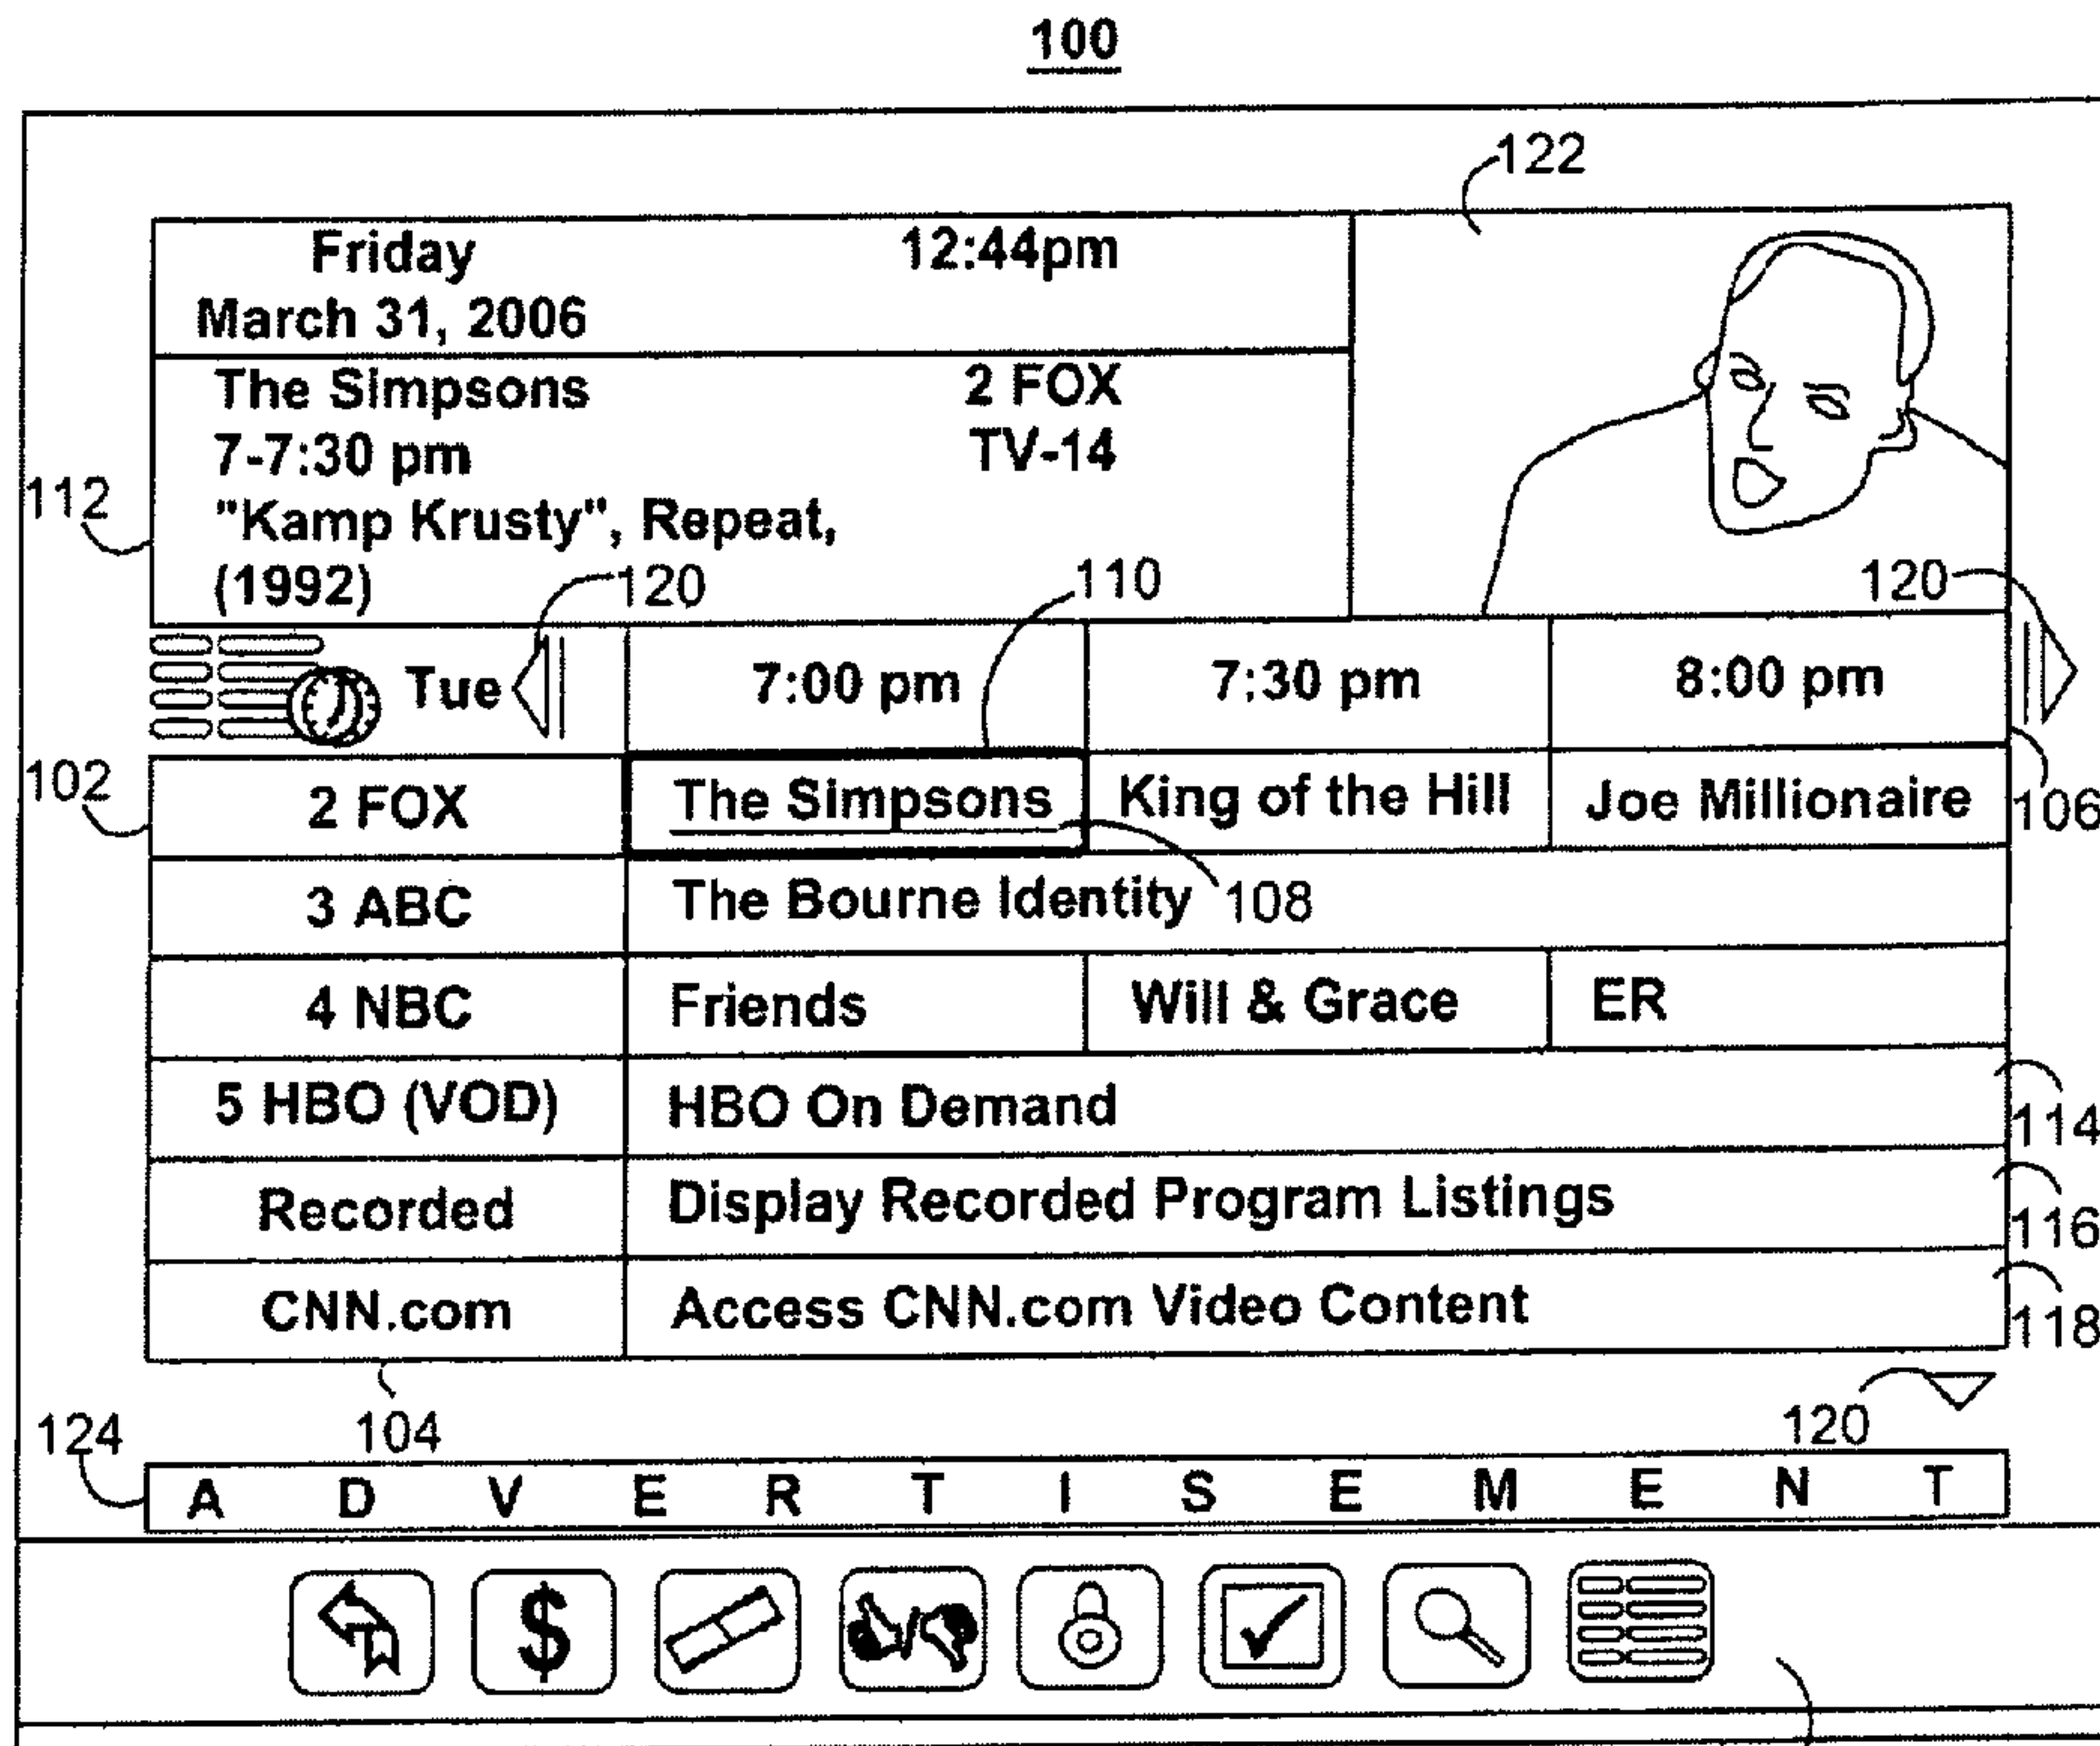 100
122
Friday 12:44pm
March 31, 2006
The Simpsons 2 FOX
7-7:30 pm TV-14
112
"Kamp Krusty", Repeat,
(1992) 120 110 120
Tue 7:00 pm 7:30 pm 8:00 pm
102
2 FOX The Simpsons King of the Hill Joe Millionaire 106
3 ABC The Bourne Identity 108
4 NBC Friends Will & Grace ER
5 HBO (VOD) HBO On Demand 114
Recorded Display Recorded Program Listings 116
CNN.com Access CNN.com Video Content 118
124 104 120
A D V E R T I S E M E N T
$